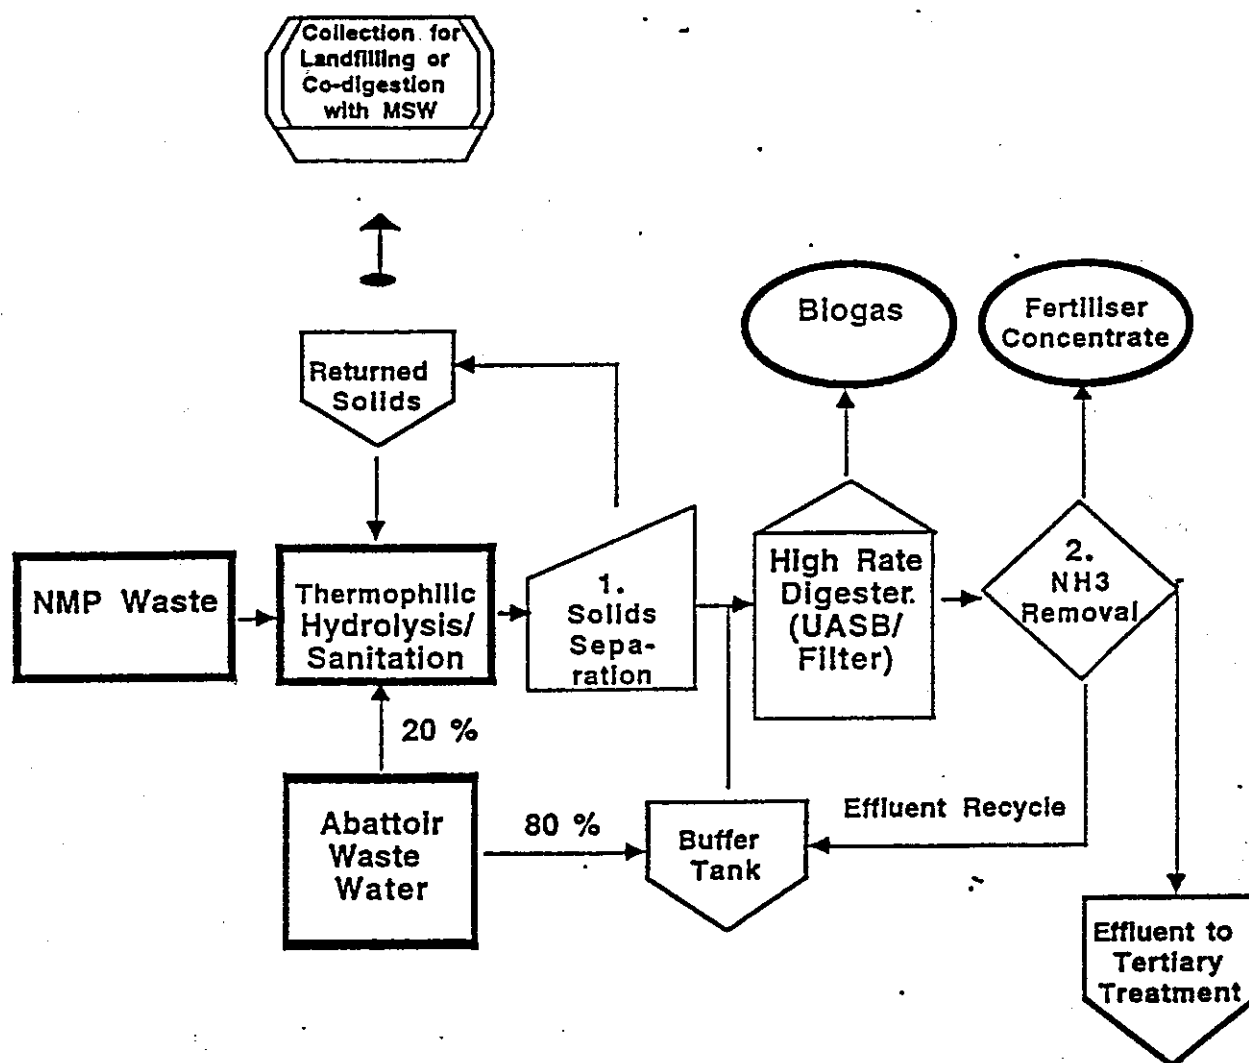 Collection for
Landfilling or
Co-digestion
with MSW
Biogas
Fertiliser
Concentrate
Returned
Solids
NMP Waste
Thermophilic
Hydrolysis/
Sanitation
1.
Solids
Sepa-
ration
High Rate
Digester.
(UASB/
Filter)
2.
NH3
Removal
20 %
Abattoir
Waste
Water
80 %
Buffer
Tank
Effluent Recycle
Effluent to
Tertiary
Treatment